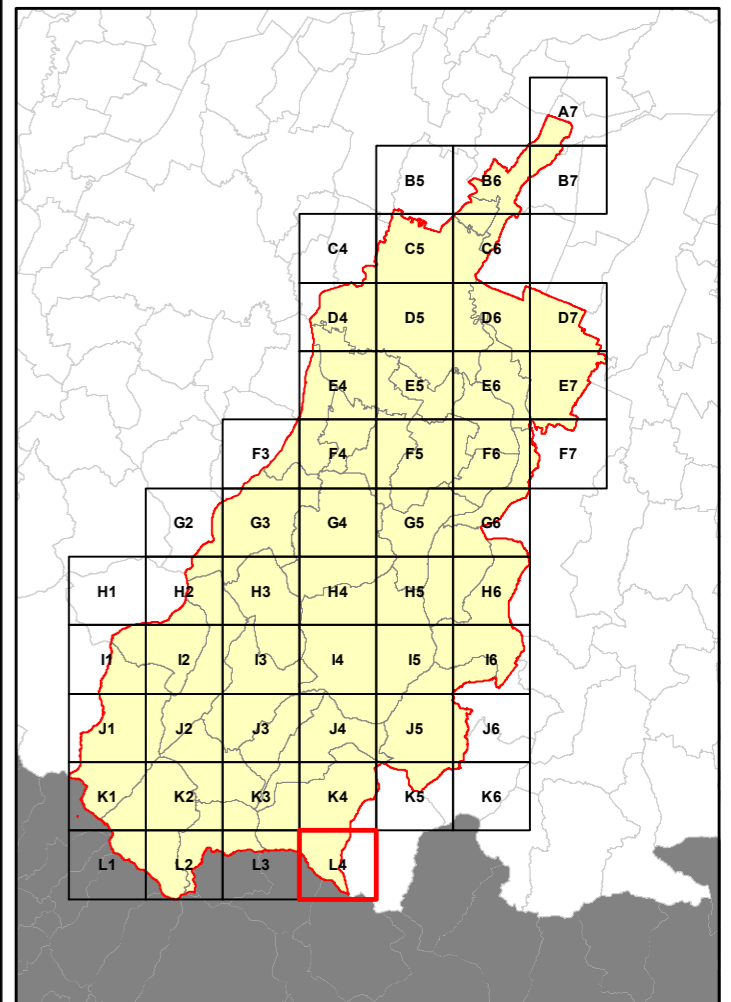 A7
B5 B6 B7
C4 C5 C6
D4 D5 D6 D7
E4 E5 E6 E7
F3 F4 F5 F6 F7
G2 G3 G4 G5 G6
H1 H2 H3 H4 H5 H6
I1 I2 I3 I4 I5 I6
J1 J2 J3 J4 J5 J6
K1 K2 K3 K4 K5 K6
L1 L2 L3 L4